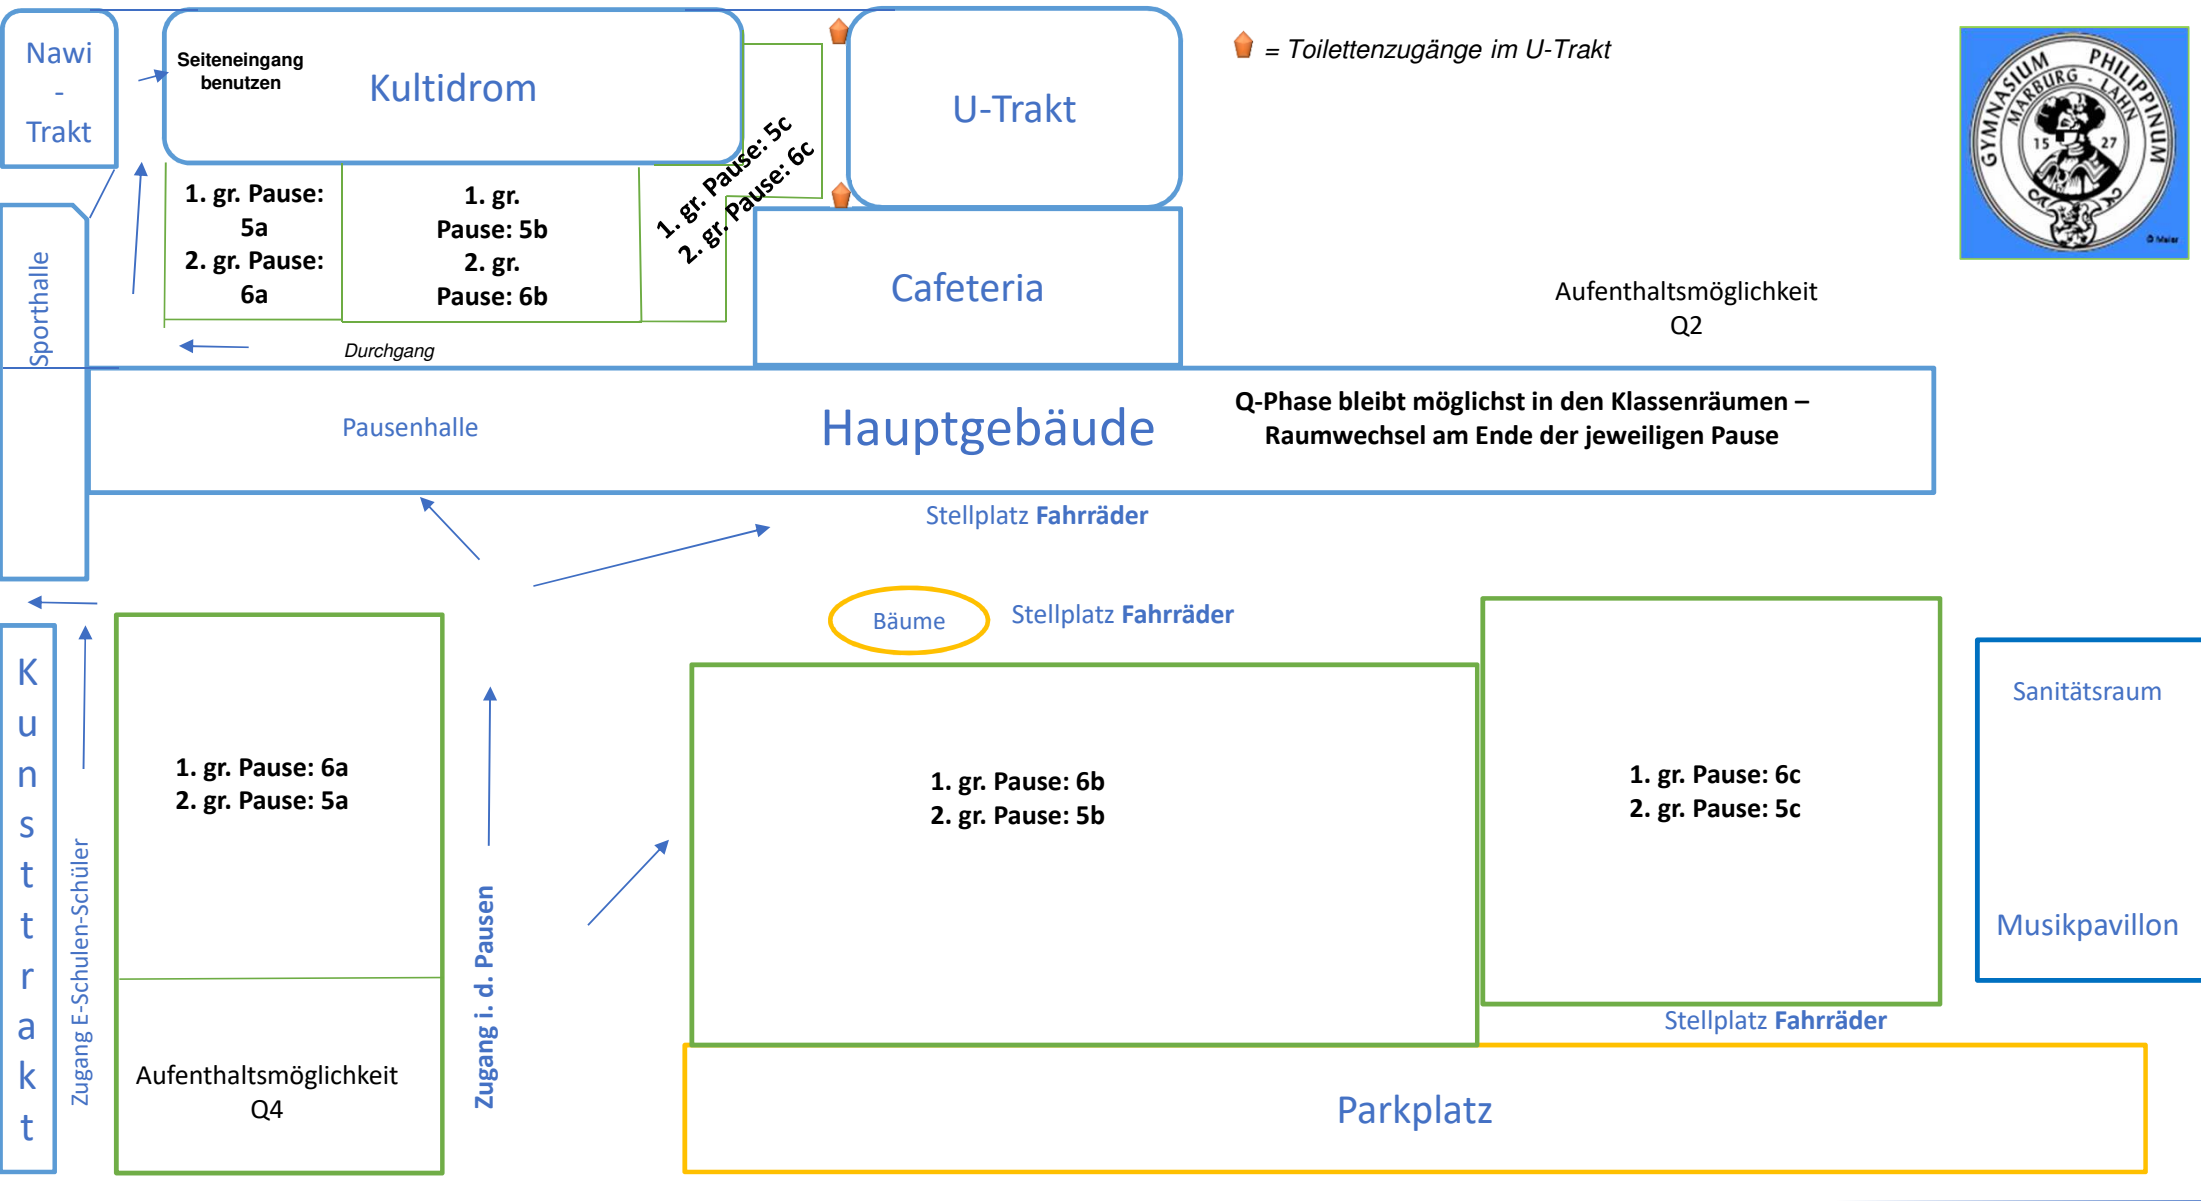 Nawi
-
Trakt
Seiteneingang
benutzen
Kultidrom
U-Trakt
= Toilettenzugänge im U-Trakt
GYMNASIUM PHILIPPINUM
MARBURG - LAHN
15 27
© Meier
1. gr. Pause:
5a
2. gr. Pause:
6a
1. gr.
Pause: 5b
2. gr.
Pause: 6b
1. gr. Pause: 5c
2. gr. Pause: 6c
Cafeteria
Aufenthaltsmöglichkeit
Q2
Sporthalle
Durchgang
Pausenhalle
Hauptgebäude
Q-Phase bleibt möglichst in den Klassenräumen –
Raumwechsel am Ende der jeweiligen Pause
Stellplatz Fahrräder
Bäume
Stellplatz Fahrräder
Kunsttrakt
Zugang E-Schulen-Schüler
1. gr. Pause: 6a
2. gr. Pause: 5a
Aufenthaltsmöglichkeit
Q4
Zugang i. d. Pausen
1. gr. Pause: 6b
2. gr. Pause: 5b
1. gr. Pause: 6c
2. gr. Pause: 5c
Sanitätsraum
Musikpavillon
Stellplatz Fahrräder
Parkplatz